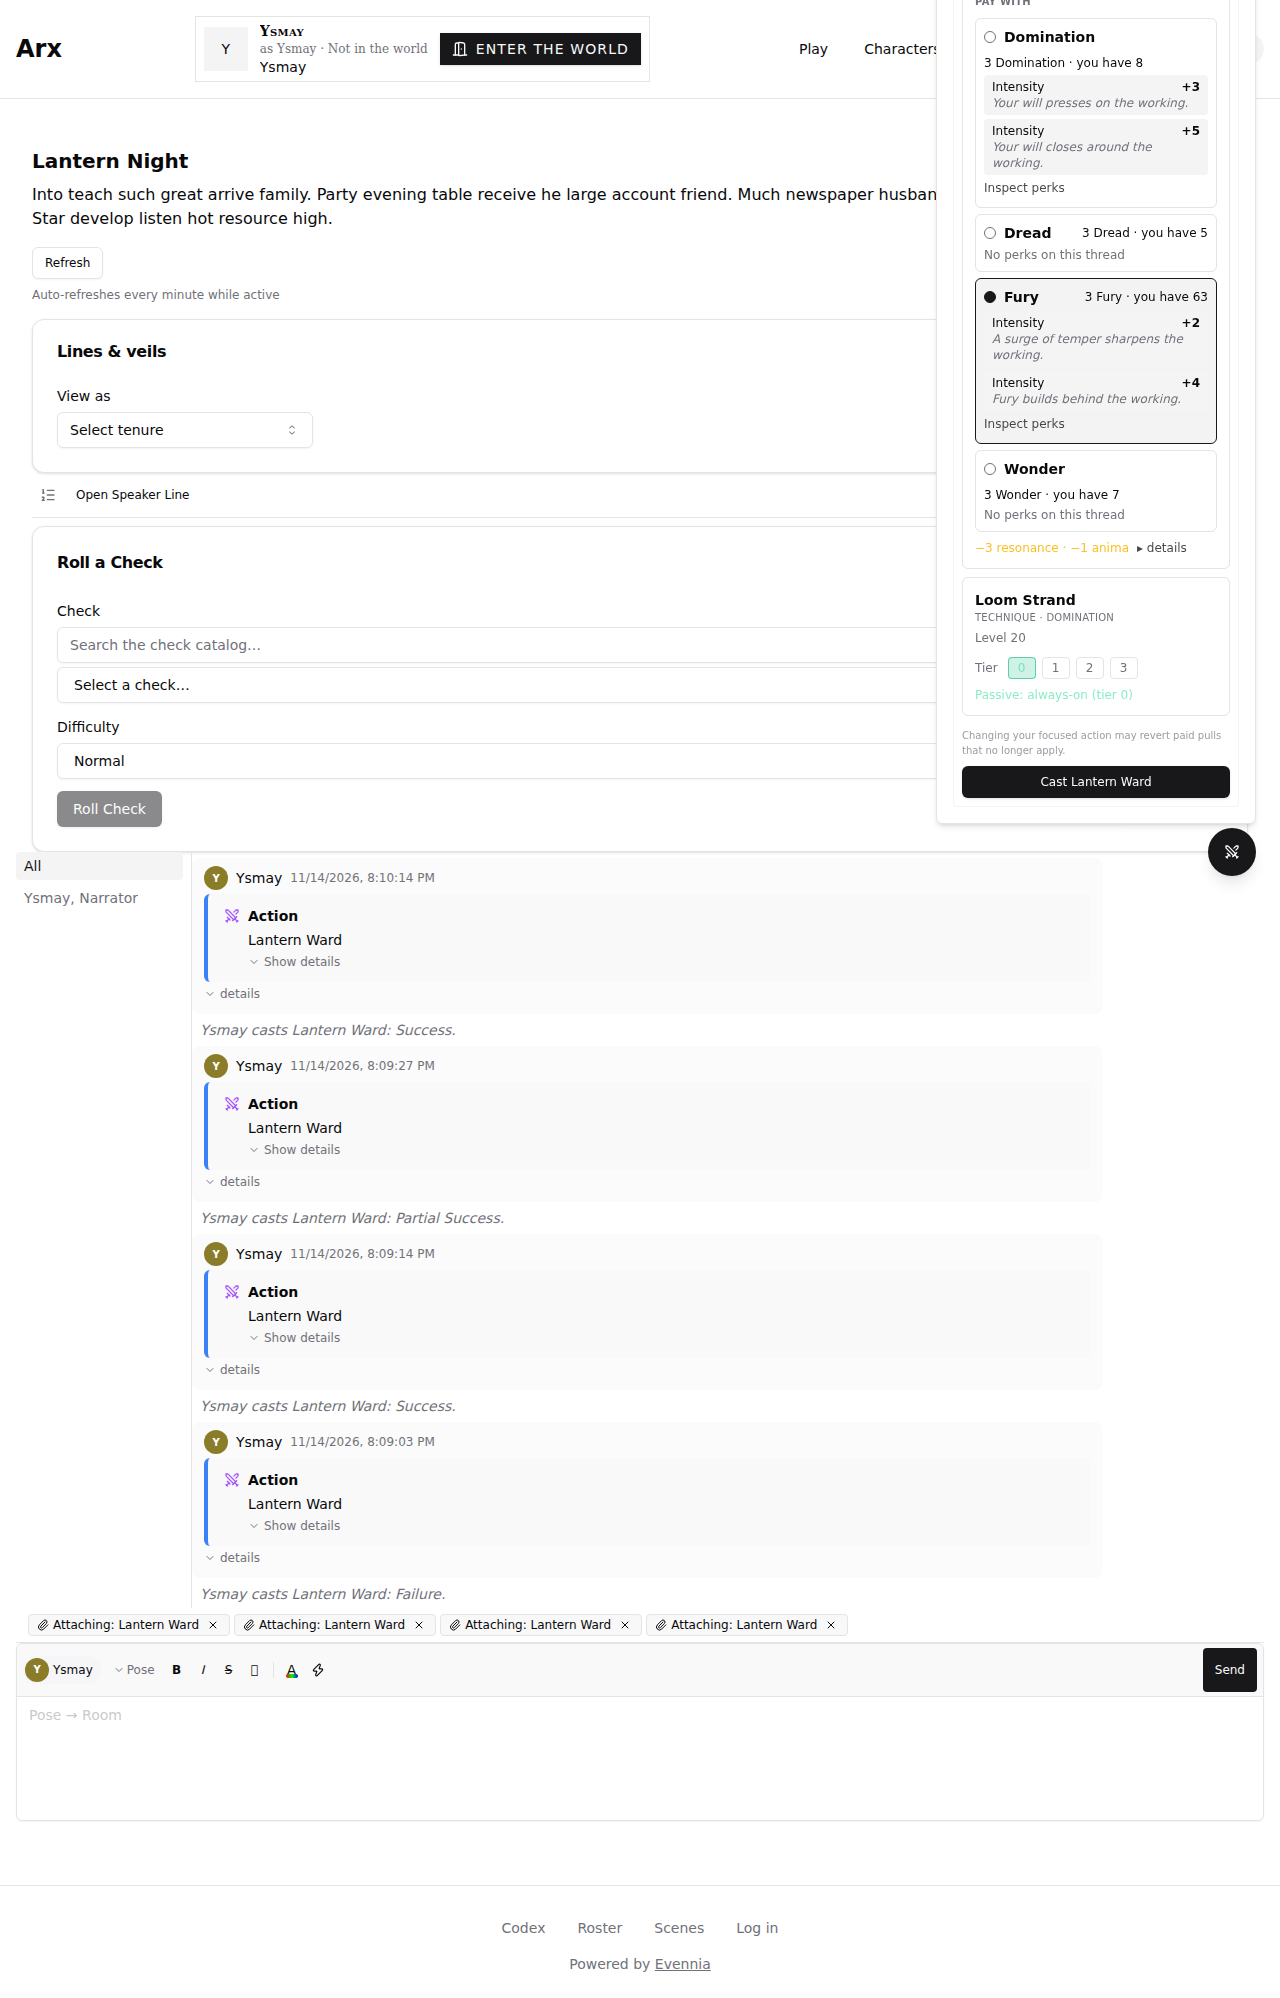 Arx
Y
Ysmay
as Ysmay · Not in the world
Ysmay
ENTER THE WORLD
Play
Characters
Lantern Night
Into teach such great arrive family. Party evening table receive he large account friend. Much newspaper
Star develop listen hot resource high.
Refresh
Auto-refreshes every minute while active
Lines & veils
View as
Select tenure
Open Speaker Line
Roll a Check
Check
Search the check catalog...
Select a check...
Difficulty
Normal
Roll Check
PAY WITH
Domination
3 Domination · you have 8
Intensity +3
Your will presses on the working.
Intensity +5
Your will closes around the
working.
Inspect perks
Dread 3 Dread · you have 5
No perks on this thread
Fury 3 Fury · you have 63
Intensity +2
A surge of temper sharpens the
working.
Intensity +4
Fury builds behind the working.
Inspect perks
Wonder
3 Wonder · you have 7
No perks on this thread
−3 resonance · −1 anima ▸ details
Loom Strand
TECHNIQUE · DOMINATION
Level 20
Tier 0 1 2 3
Passive: always-on (tier 0)
Changing your focused action may revert paid pulls
that no longer apply.
Cast Lantern Ward
All
Ysmay, Narrator
Y Ysmay 11/14/2026, 8:10:14 PM
Action
Lantern Ward
Show details
details
Ysmay casts Lantern Ward: Success.
Y Ysmay 11/14/2026, 8:09:27 PM
Action
Lantern Ward
Show details
details
Ysmay casts Lantern Ward: Partial Success.
Y Ysmay 11/14/2026, 8:09:14 PM
Action
Lantern Ward
Show details
details
Ysmay casts Lantern Ward: Success.
Y Ysmay 11/14/2026, 8:09:03 PM
Action
Lantern Ward
Show details
details
Ysmay casts Lantern Ward: Failure.
Attaching: Lantern Ward Attaching: Lantern Ward Attaching: Lantern Ward Attaching: Lantern Ward
Y Ysmay Pose B I S A Send
Pose → Room
Codex Roster Scenes Log in
Powered by Evennia